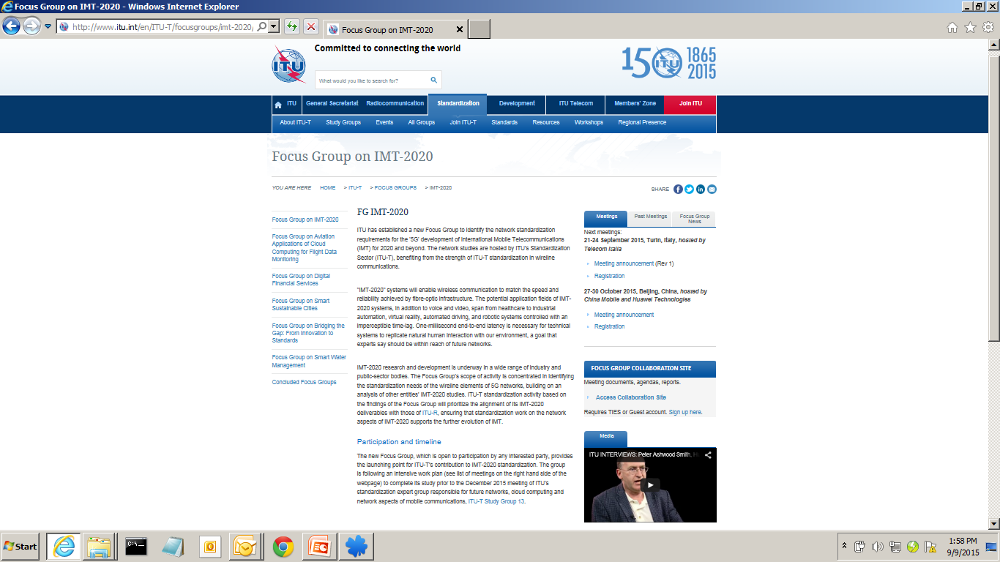 Focus Group on IMT-2020 - Windows Internet Explorer
http://www.itu.int/en/ITU-T/focusgroups/imt-2020/
Focus Group on IMT-2020
ITU
Committed to connecting the world
What would you like to search for?
150 ITU 1865
2015
ITU General Secretariat Radiocommunication Standardization Development ITU Telecom Members' Zone Join ITU
About ITU-T Study Groups Events All Groups Join ITU-T Standards Resources Workshops Regional Presence
Focus Group on IMT-2020
YOU ARE HERE HOME > ITU-T > FOCUS GROUPS > IMT-2020
SHARE
Focus Group on IMT-2020
Focus Group on Aviation
Applications of Cloud
Computing for Flight Data
Monitoring
Focus Group on Digital
Financial Services
Focus Group on Smart
Sustainable Cities
Focus Group on Bridging the
Gap: From Innovation to
Standards
Focus Group on Smart Water
Management
Concluded Focus Groups
FG IMT-2020
ITU has established a new Focus Group to identify the network standardization
requirements for the '5G' development of International Mobile Telecommunications
(IMT) for 2020 and beyond. The network studies are hosted by ITU's Standardization
Sector (ITU-T), benefiting from the strength of ITU-T standardization in wireline
communications.
"IMT-2020" systems will enable wireless communication to match the speed and
reliability achieved by fibre-optic infrastructure. The potential application fields of IMT-
2020 systems, in addition to voice and video, span from healthcare to industrial
automation, virtual reality, automated driving, and robotic systems controlled with an
imperceptible time-lag. One-millisecond end-to-end latency is necessary for technical
systems to replicate natural human interaction with our environment, a goal that
experts say should be within reach of future networks.
IMT-2020 research and development is underway in a wide range of industry and
public-sector bodies. The Focus Group's scope of activity is concentrated in identifying
the standardization needs of the wireline elements of 5G networks, building on an
analysis of other entities' IMT-2020 studies. ITU-T standardization activity based on
the findings of the Focus Group will prioritize the alignment of its IMT-2020
deliverables with those of ITU-R, ensuring that standardization work on the network
aspects of IMT-2020 supports the further evolution of IMT.
Participation and timeline
The new Focus Group, which is open to participation by any interested party, provides
the launching point for ITU-T's contribution to IMT-2020 standardization. The group
is following an intensive work plan (see list of meetings on the right hand side of the
webpage) to complete its study prior to the December 2015 meeting of ITU's
standardization expert group responsible for future networks, cloud computing and
network aspects of mobile communications, ITU-T Study Group 13.
Meetings Past Meetings Focus Group
News
Next meetings:
21-24 September 2015, Turin, Italy, hosted by
Telecom Italia
Meeting announcement (Rev 1)
Registration
27-30 October 2015, Beijing, China, hosted by
China Mobile and Huawei Technologies
Meeting announcement
Registration
FOCUS GROUP COLLABORATION SITE
Meeting documents, agendas, reports.
Access Collaboration Site
Requires TIES or Guest account. Sign up here.
Media
ITU INTERVIEWS: Peter Ashwood Smith,
Start
C:\
1:58 PM
9/9/2015